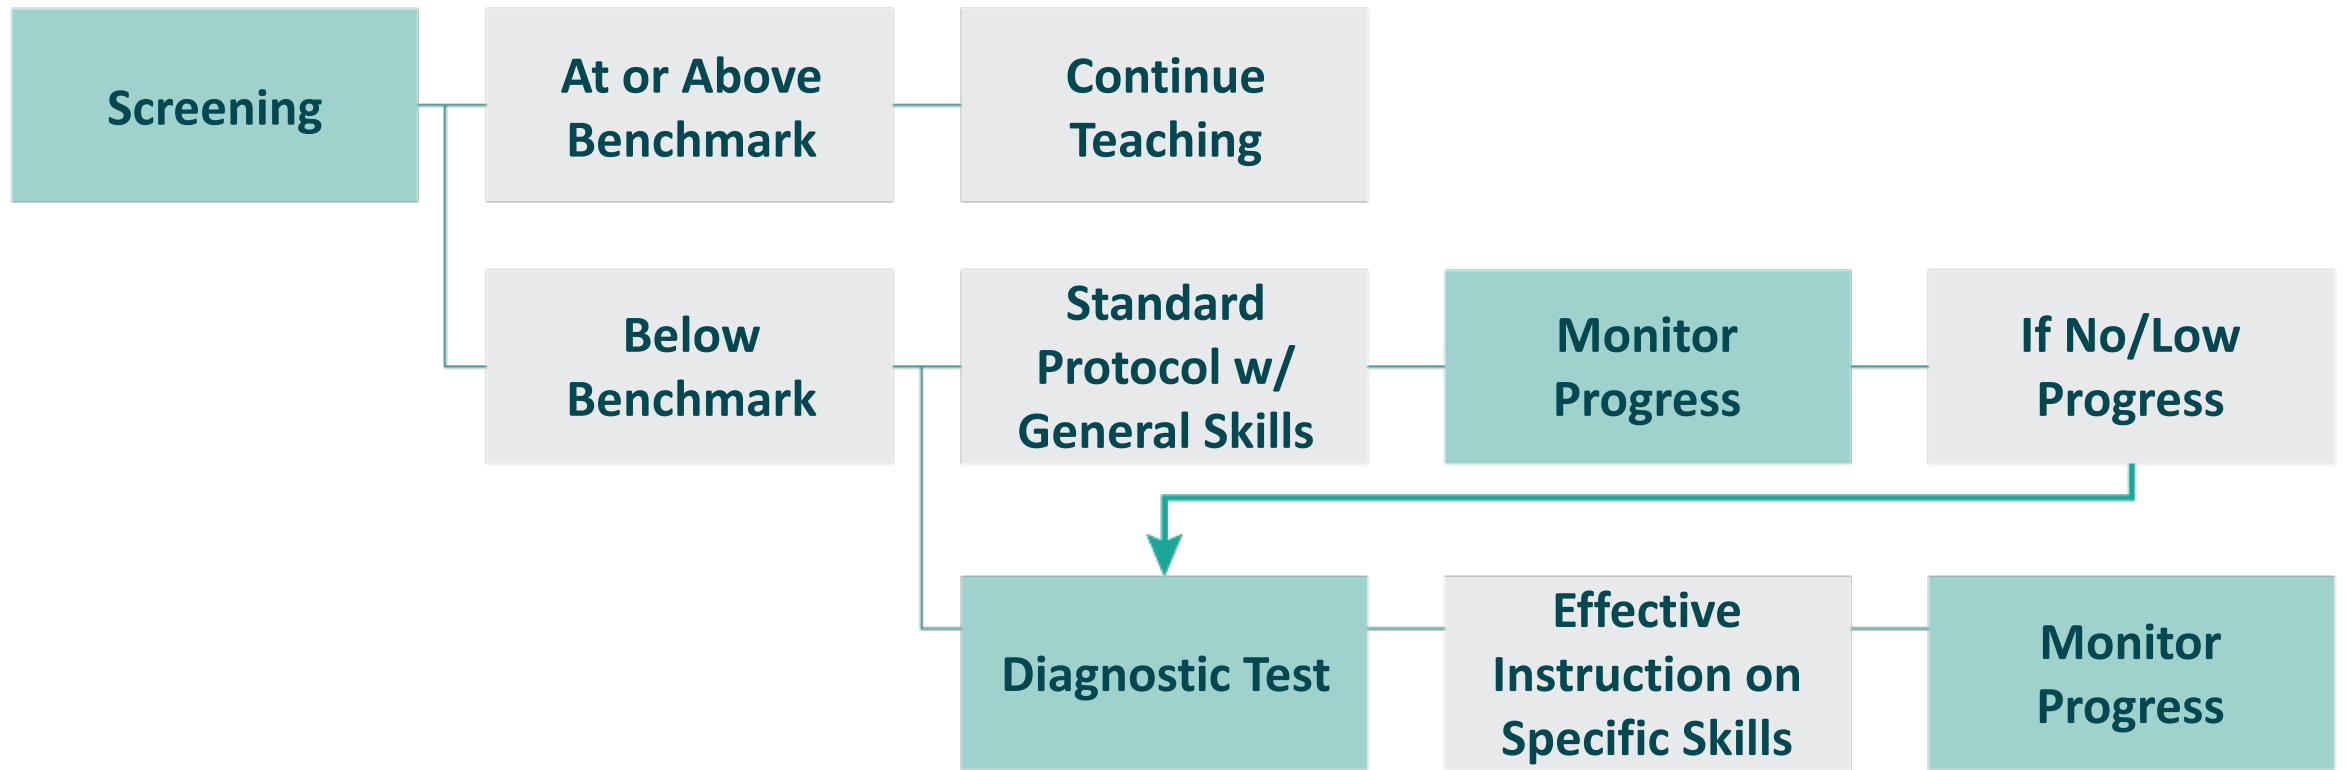 Screening
At or Above
Benchmark
Continue
Teaching
Below
Benchmark
Standard
Protocol w/
General Skills
Monitor
Progress
If No/Low
Progress
Diagnostic Test
Effective
Instruction on
Specific Skills
Monitor
Progress